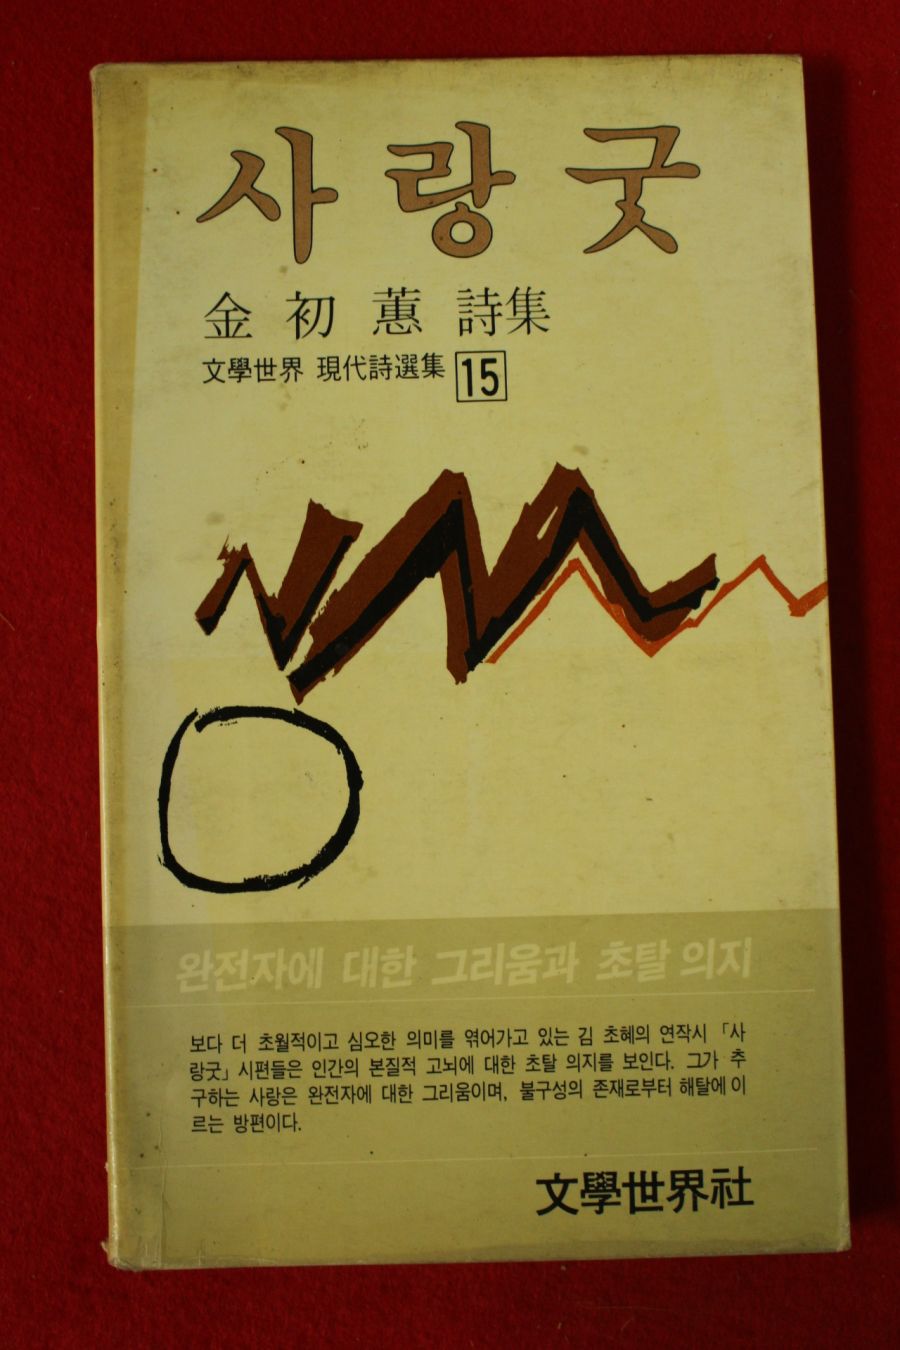 사랑굿
金初蕙 詩集
文學世界 現代詩選集 15
완전자에 대한 그리움과 초탈 의지
보다 더 초월적이고 심오한 의미를 엮어가고 있는 김 초혜의 연작시 「사
랑굿」 시편들은 인간의 본질적 고뇌에 대한 초탈 의지를 보인다. 그가 추
구하는 사랑은 완전자에 대한 그리움이며, 불구성의 존재로부터 해탈에 이
르는 방편이다.
文學世界社